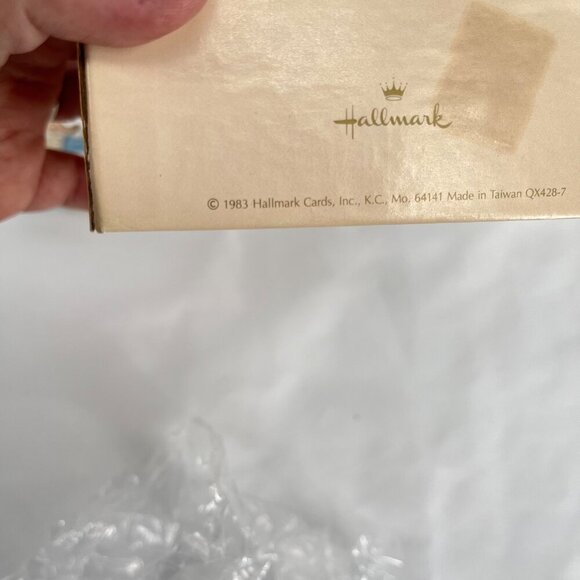 Hallmark
© 1983 Hallmark Cards, Inc., K.C., Mo. 64141 Made in Taiwan QX428-7